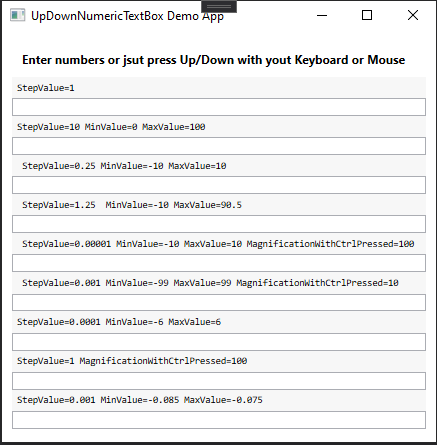 UpDownNumericTextBox Demo App
Enter numbers or jsut press Up/Down with yout Keyboard or Mouse
StepValue=1
StepValue=10 MinValue=0 MaxValue=100
StepValue=0.25 MinValue=-10 MaxValue=10
StepValue=1.25  MinValue=-10 MaxValue=90.5
StepValue=0.00001 MinValue=-10 MaxValue=10 MagnificationWithCtrlPressed=100
StepValue=0.001 MinValue=-99 MaxValue=99 MagnificationWithCtrlPressed=10
StepValue=0.0001 MinValue=-6 MaxValue=6
StepValue=1 MagnificationWithCtrlPressed=100
StepValue=0.001 MinValue=-0.085 MaxValue=-0.075